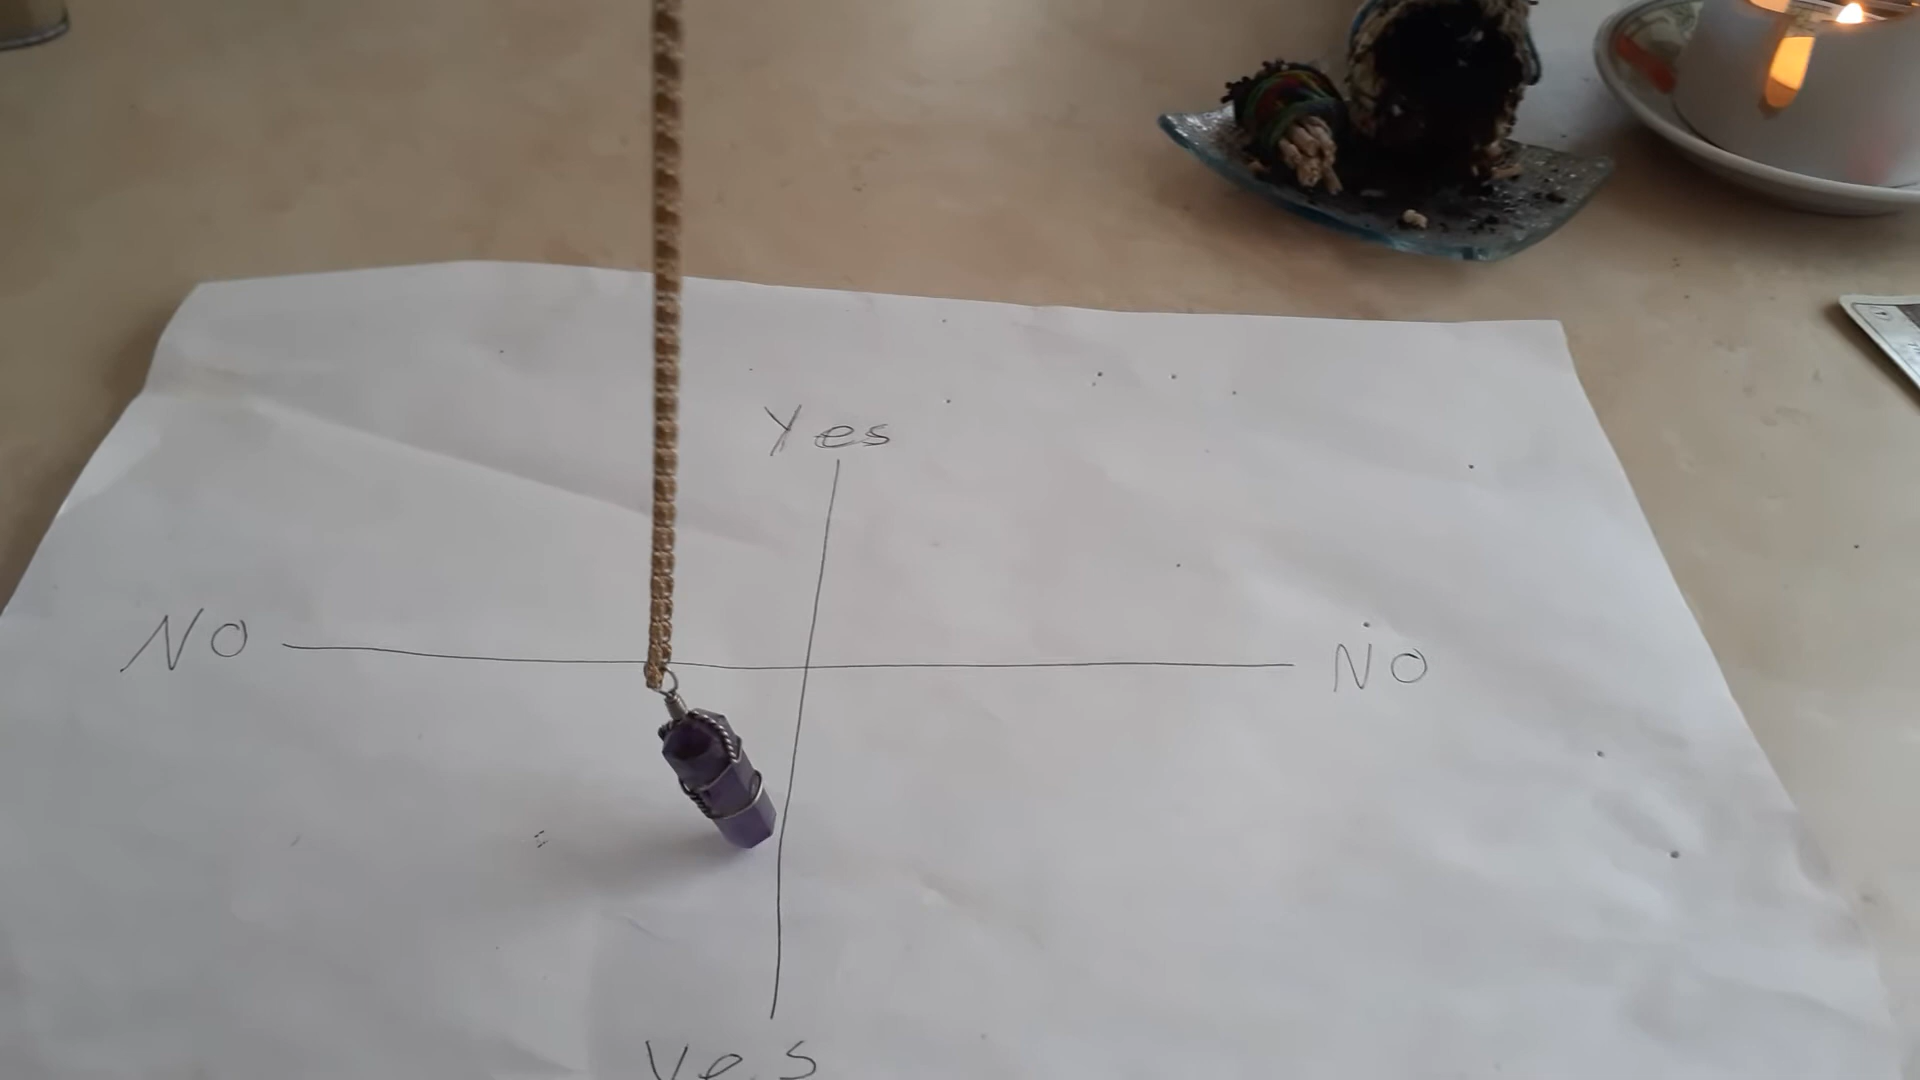 Yes
NO NO
Yes